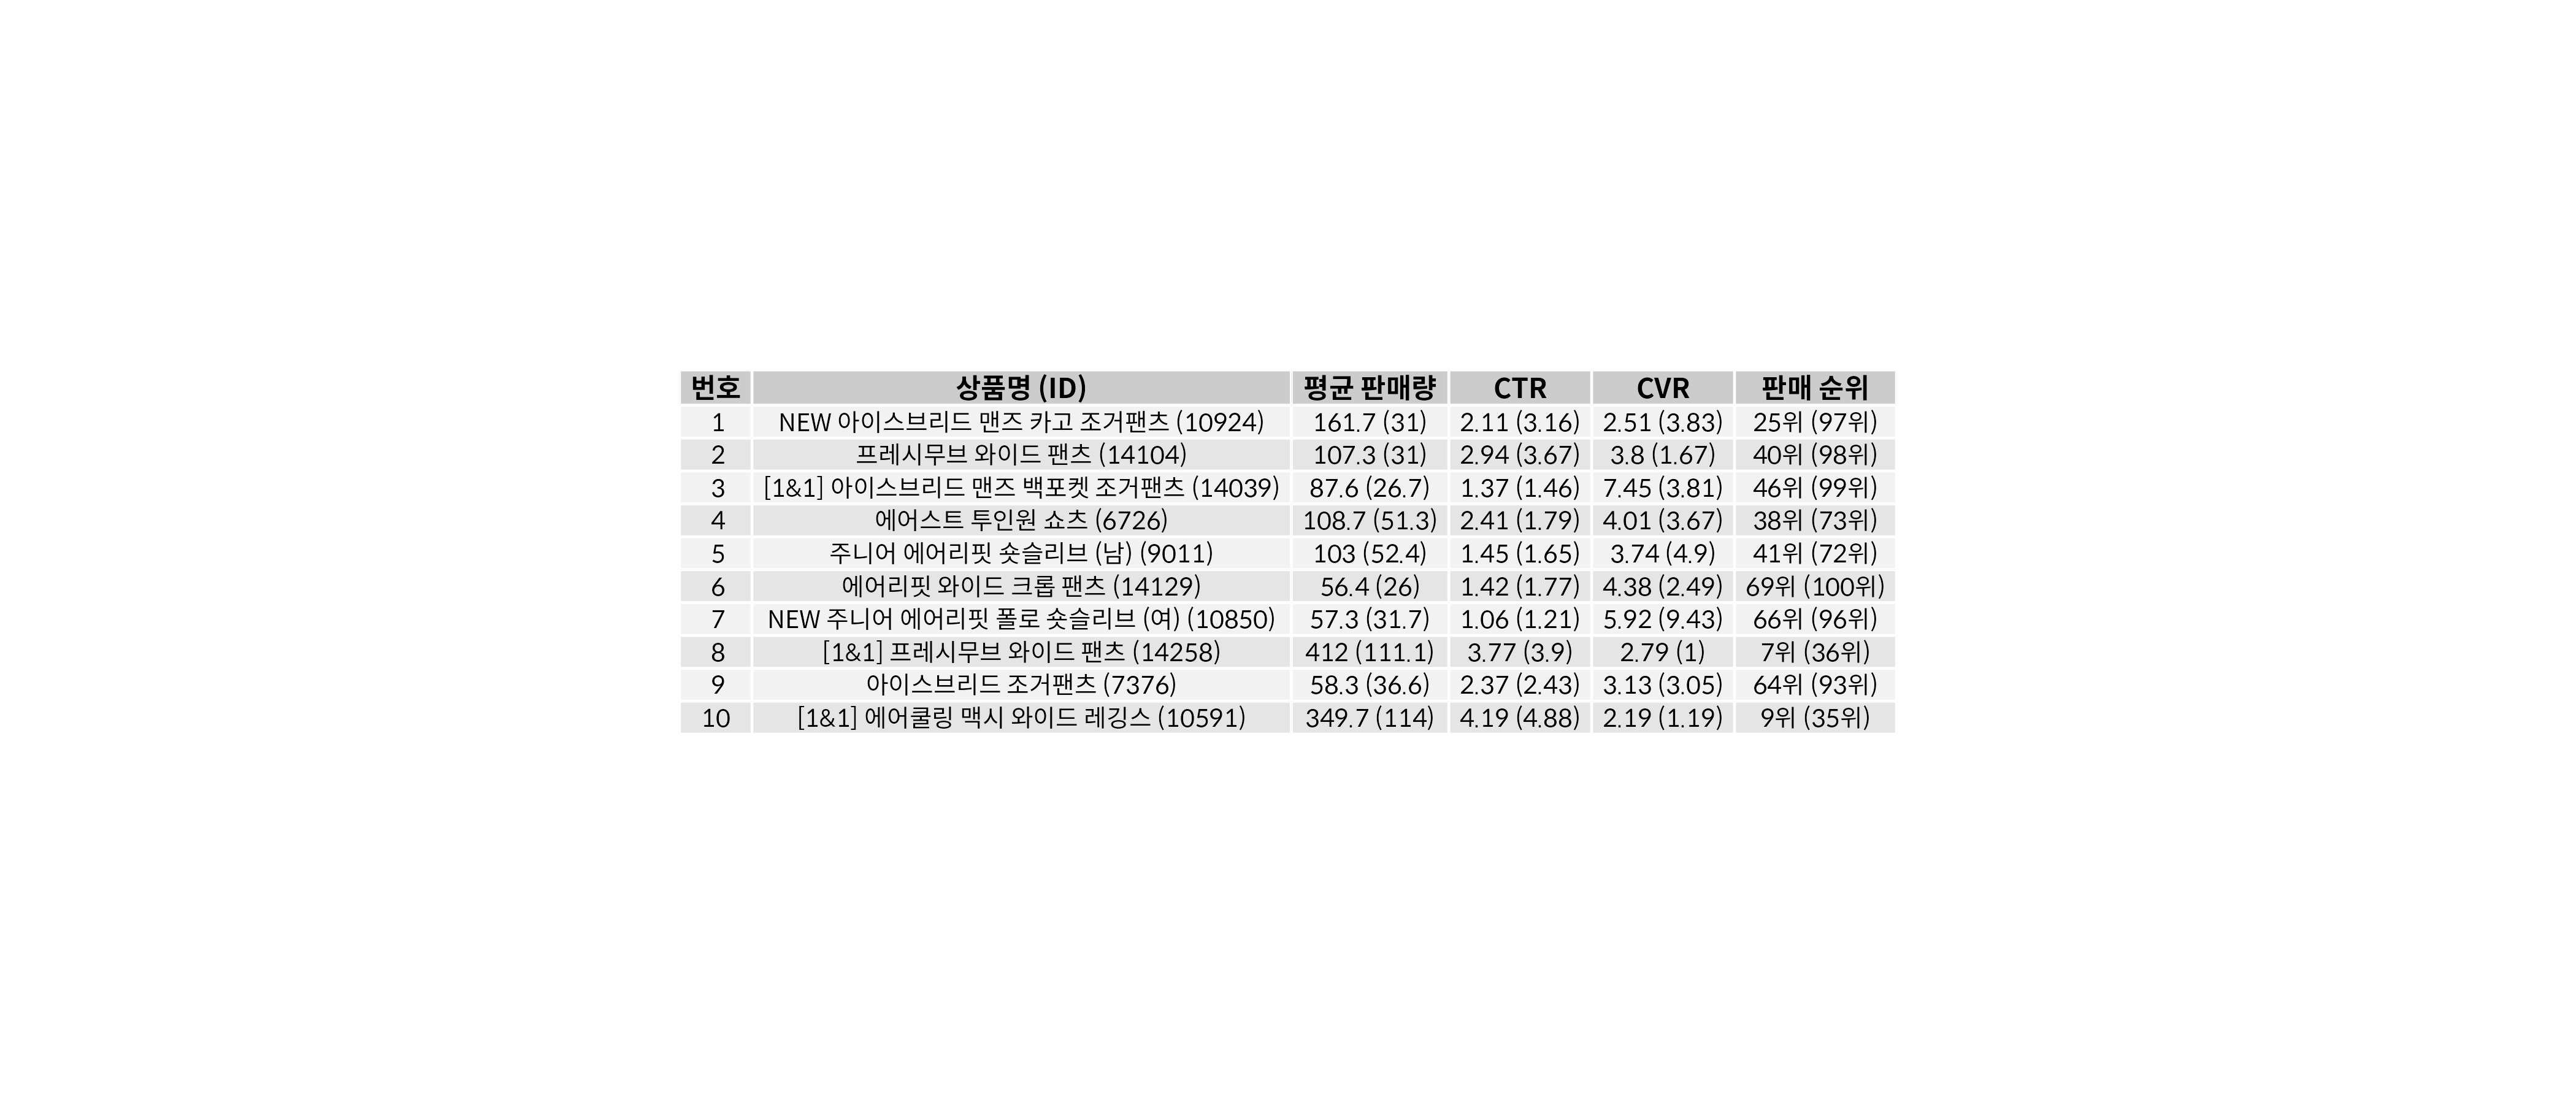 번호 상품명 (ID) 평균 판매량 CTR CVR 판매 순위
1 NEW 아이스브리드 맨즈 카고 조거팬츠 (10924) 161.7 (31) 2.11 (3.16) 2.51 (3.83) 25위 (97위)
2 프레시무브 와이드 팬츠 (14104) 107.3 (31) 2.94 (3.67) 3.8 (1.67) 40위 (98위)
3 [1&1] 아이스브리드 맨즈 백포켓 조거팬츠 (14039) 87.6 (26.7) 1.37 (1.46) 7.45 (3.81) 46위 (99위)
4 에어스트 투인원 쇼츠 (6726) 108.7 (51.3) 2.41 (1.79) 4.01 (3.67) 38위 (73위)
5 주니어 에어리핏 숏슬리브 (남) (9011) 103 (52.4) 1.45 (1.65) 3.74 (4.9) 41위 (72위)
6 에어리핏 와이드 크롭 팬츠 (14129) 56.4 (26) 1.42 (1.77) 4.38 (2.49) 69위 (100위)
7 NEW 주니어 에어리핏 폴로 숏슬리브 (여) (10850) 57.3 (31.7) 1.06 (1.21) 5.92 (9.43) 66위 (96위)
8 [1&1] 프레시무브 와이드 팬츠 (14258) 412 (111.1) 3.77 (3.9) 2.79 (1) 7위 (36위)
9 아이스브리드 조거팬츠 (7376) 58.3 (36.6) 2.37 (2.43) 3.13 (3.05) 64위 (93위)
10 [1&1] 에어쿨링 맥시 와이드 레깅스 (10591) 349.7 (114) 4.19 (4.88) 2.19 (1.19) 9위 (35위)